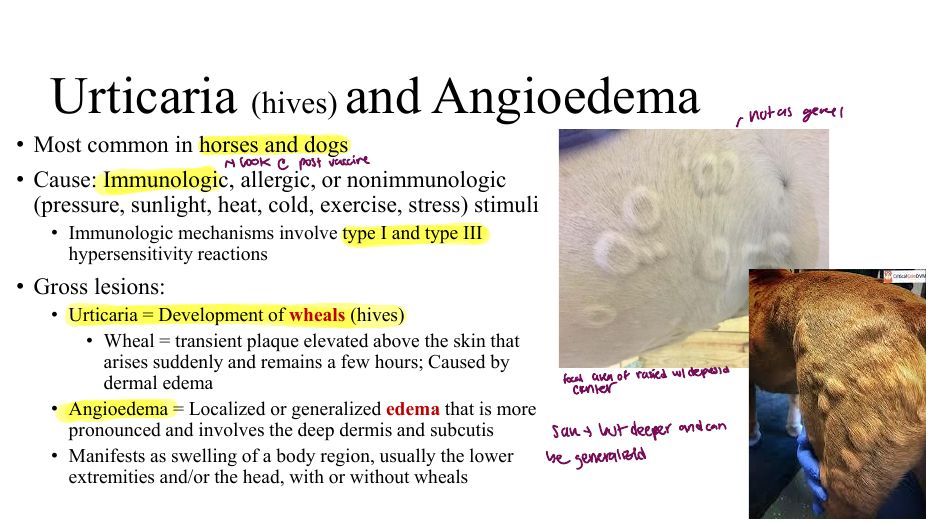 Urticaria (hives) and Angioedema
not as
• Most common in horses and dogs
look c post vaccine
• Cause: Immunologic, allergic, or nonimmunologic
(pressure, sunlight, heat, cold, exercise, stress) stimuli
• Immunologic mechanisms involve type I and type III
hypersensitivity reactions
• Gross lesions:
• Urticaria = Development of wheals (hives)
• Wheal = transient plaque elevated above the skin that
arises suddenly and remains a few hours; Caused by
dermal edema
• Angioedema = Localized or generalized edema that is more
pronounced and involves the deep dermis and subcutis
• Manifests as swelling of a body region, usually the lower
extremities and/or the head, with or without wheals
focal area of raised w/
center
but deeper and can
be generalized